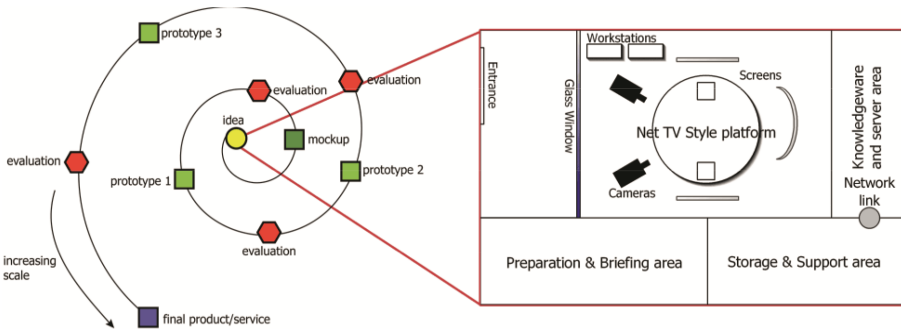 prototype 3
evaluation
evaluation
idea
mockup
evaluation
prototype 1
prototype 2
evaluation
increasing
scale
final product/service
Workstations
Entrance
Glass Window
Screens
Net TV Style platform
Cameras
Knowledgeware
and server area
Network
link
Preparation & Briefing area
Storage & Support area